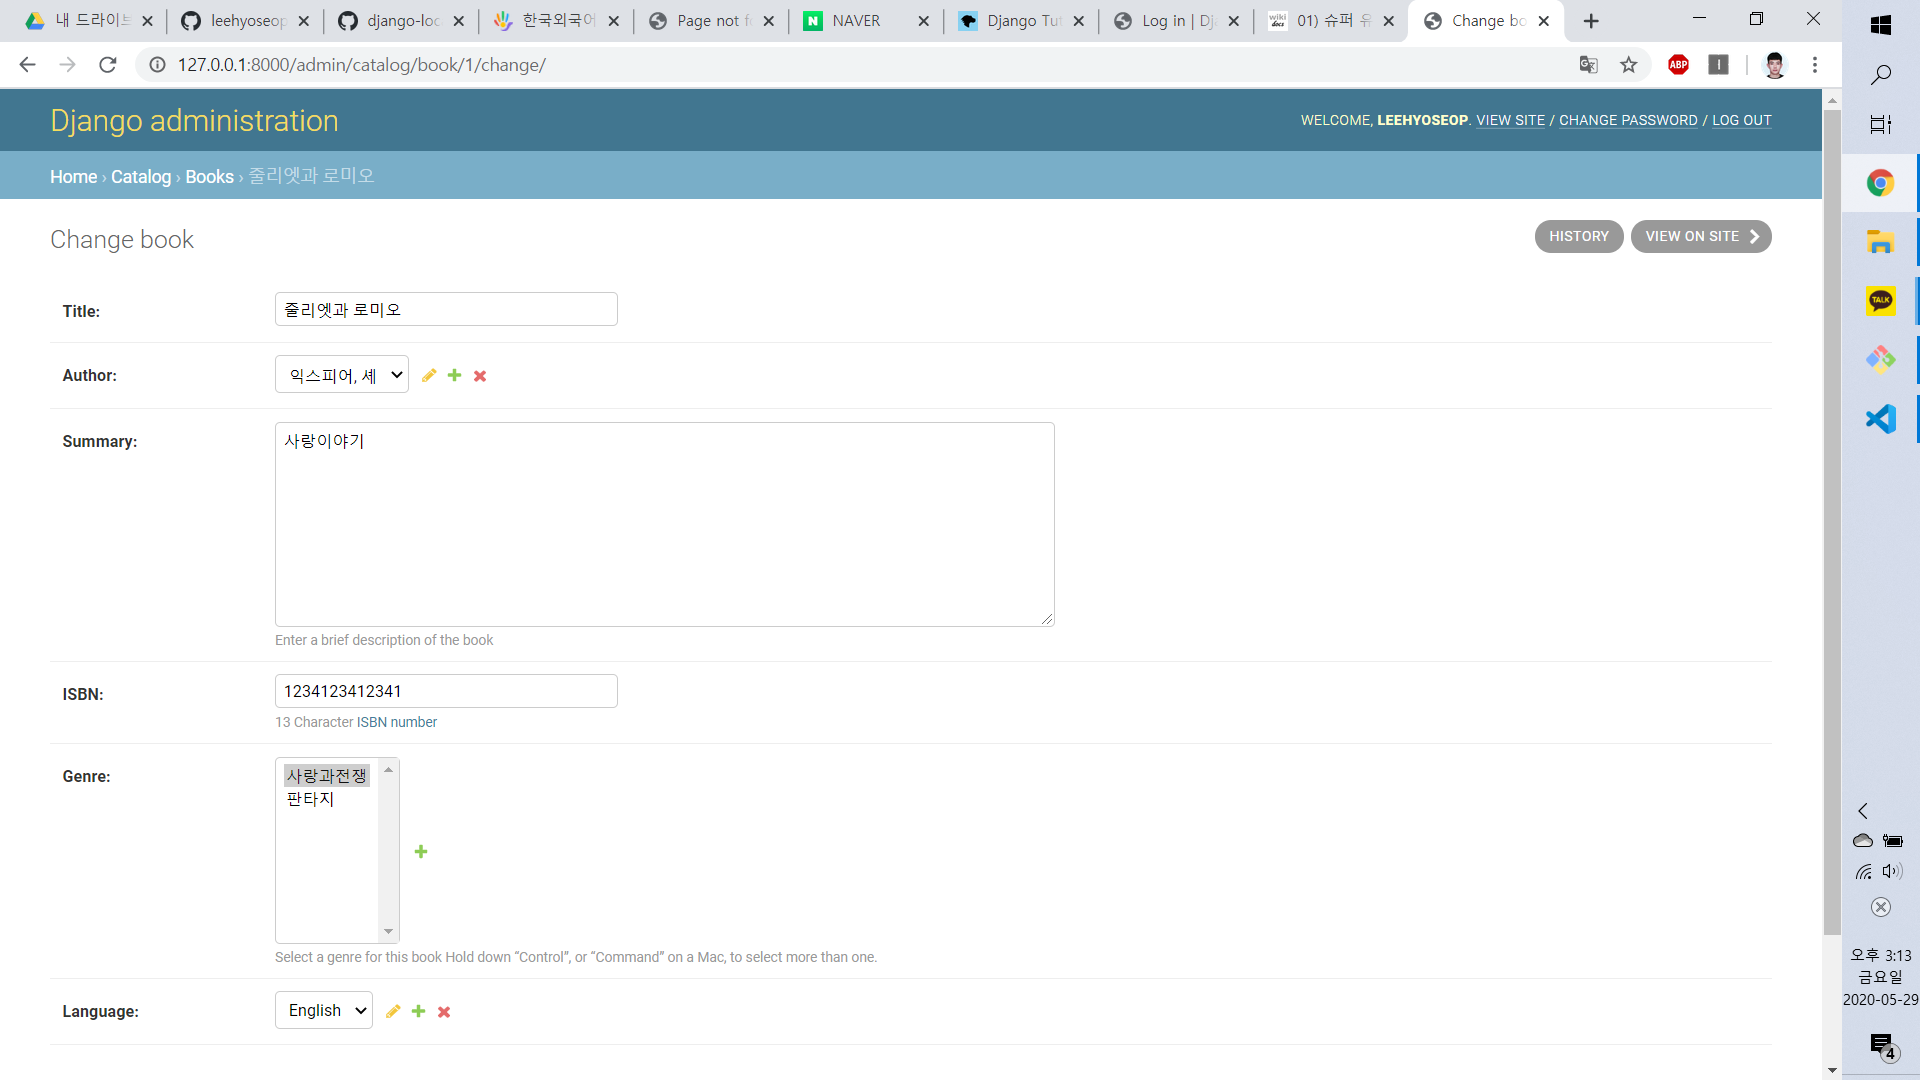 내 드라이브
leehyoseop
django-loc
한국외국어
Page not f
NAVER
Django Tut
Log in | Dj
01) 슈퍼 유
Change bo
127.0.0.1:8000/admin/catalog/book/1/change/
Django administration
WELCOME, LEEHYOSEOP. VIEW SITE / CHANGE PASSWORD / LOG OUT
Home › Catalog › Books › 줄리엣과 로미오
Change book
HISTORY
VIEW ON SITE
Title:
줄리엣과 로미오
Author:
익스피어, 셰
Summary:
사랑이야기
Enter a brief description of the book
ISBN:
1234123412341
13 Character ISBN number
Genre:
사랑과전쟁
판타지
Select a genre for this book Hold down “Control”, or “Command” on a Mac, to select more than one.
Language:
English
ABP
TALK
오후 3:13
금요일
2020-05-29
4